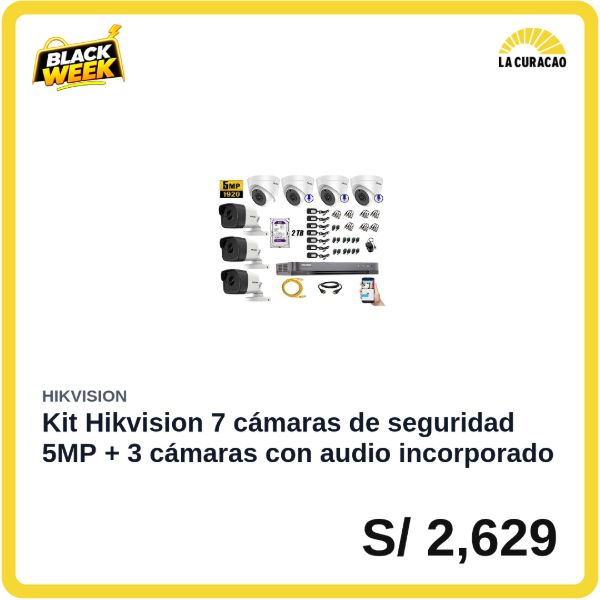 BLACK
WEEK
LA CURACAO
5MP
1920
2 TB
HIKVISION
Kit Hikvision 7 cámaras de seguridad
5MP + 3 cámaras con audio incorporado
S/ 2,629